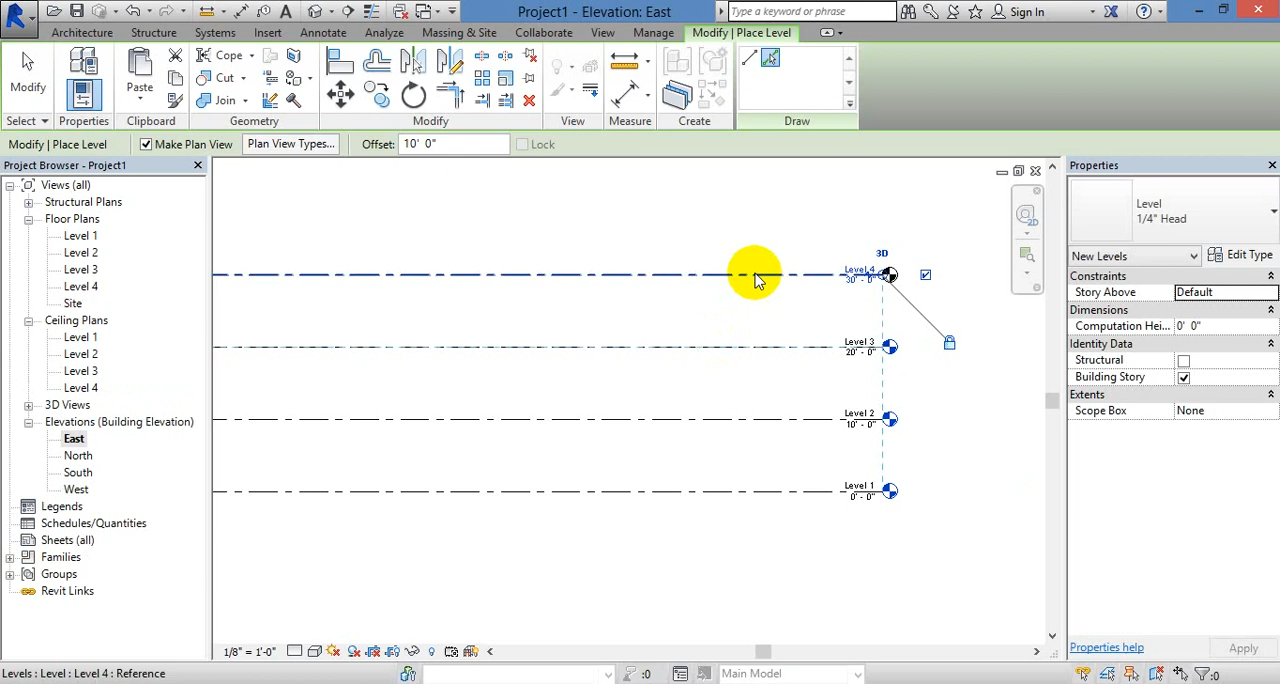 Project1 - Elevation: East
Type a keyword or phrase
Sign In
Architecture Structure Systems Insert Annotate Analyze Massing & Site Collaborate View Manage Modify | Place Level
Modify
Paste
Cope
Cut
Join
Select Properties Clipboard Geometry Modify View Measure Create Draw
Modify | Place Level
Make Plan View
Plan View Types...
Offset: 10' 0"
Lock
Project Browser - Project1
Views (all)
Structural Plans
Floor Plans
Level 1
Level 2
Level 3
Level 4
Site
Ceiling Plans
Level 1
Level 2
Level 3
Level 4
3D Views
Elevations (Building Elevation)
East
North
South
West
Legends
Schedules/Quantities
Sheets (all)
Families
Groups
Revit Links
2D
3D
Level 4
30' - 0"
Level 3
20' - 0"
Level 2
10' - 0"
Level 1
0' - 0"
Properties
Level
1/4" Head
New Levels
Edit Type
Constraints
Story Above Default
Dimensions
Computation Hei... 0' 0"
Identity Data
Structural
Building Story
Extents
Scope Box None
Properties help
Apply
1/8" = 1'-0"
Levels : Level : Level 4 : Reference
:0
Main Model
:0